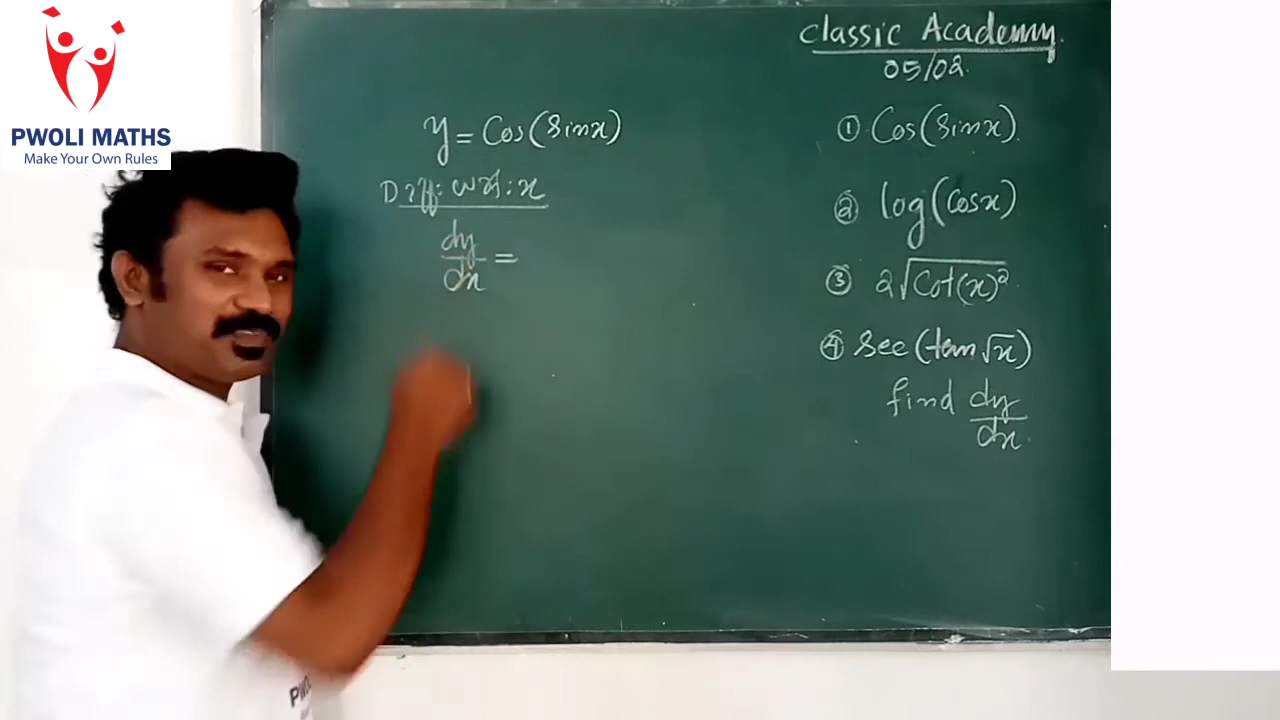 PWOLI MATHS
Make Your Own Rules
classic Academy
05/02
y = Cos(sinx)
Diff: w.r.t: x
dy/dx =
① Cos(sinx).
② log(cosx)
③ 2√Cot(x)²
④ Sec(tan√x)
find dy/dx.